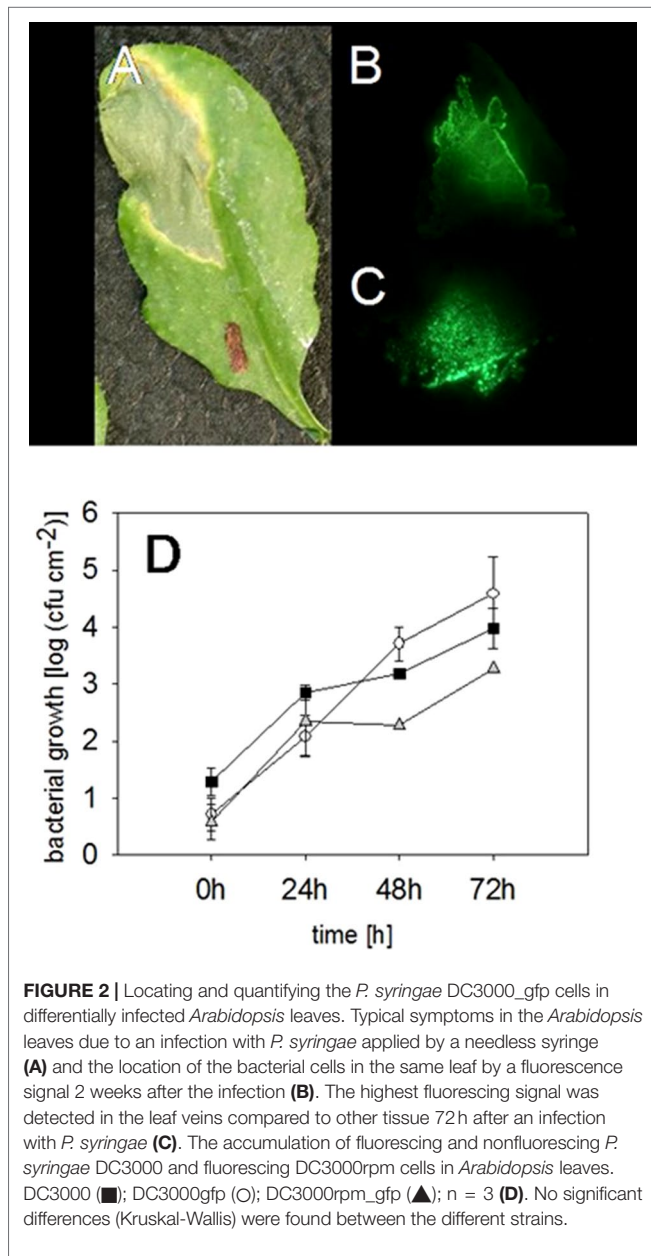 A
B
C
D
6
5
4
3
2
1
0
bacterial growth [log (cfu cm-2)]
0h 24h 48h 72h
time [h]
FIGURE 2 | Locating and quantifying the P. syringae DC3000_gfp cells in
differentially infected Arabidopsis leaves. Typical symptoms in the Arabidopsis
leaves due to an infection with P. syringae applied by a needless syringe
(A) and the location of the bacterial cells in the same leaf by a fluorescence
signal 2 weeks after the infection (B). The highest fluorescing signal was
detected in the leaf veins compared to other tissue 72 h after an infection
with P. syringae (C). The accumulation of fluorescing and nonfluorescing P.
syringae DC3000 and fluorescing DC3000rpm cells in Arabidopsis leaves.
DC3000 (■); DC3000gfp (○); DC3000rpm_gfp (▲); n = 3 (D). No significant
differences (Kruskal-Wallis) were found between the different strains.